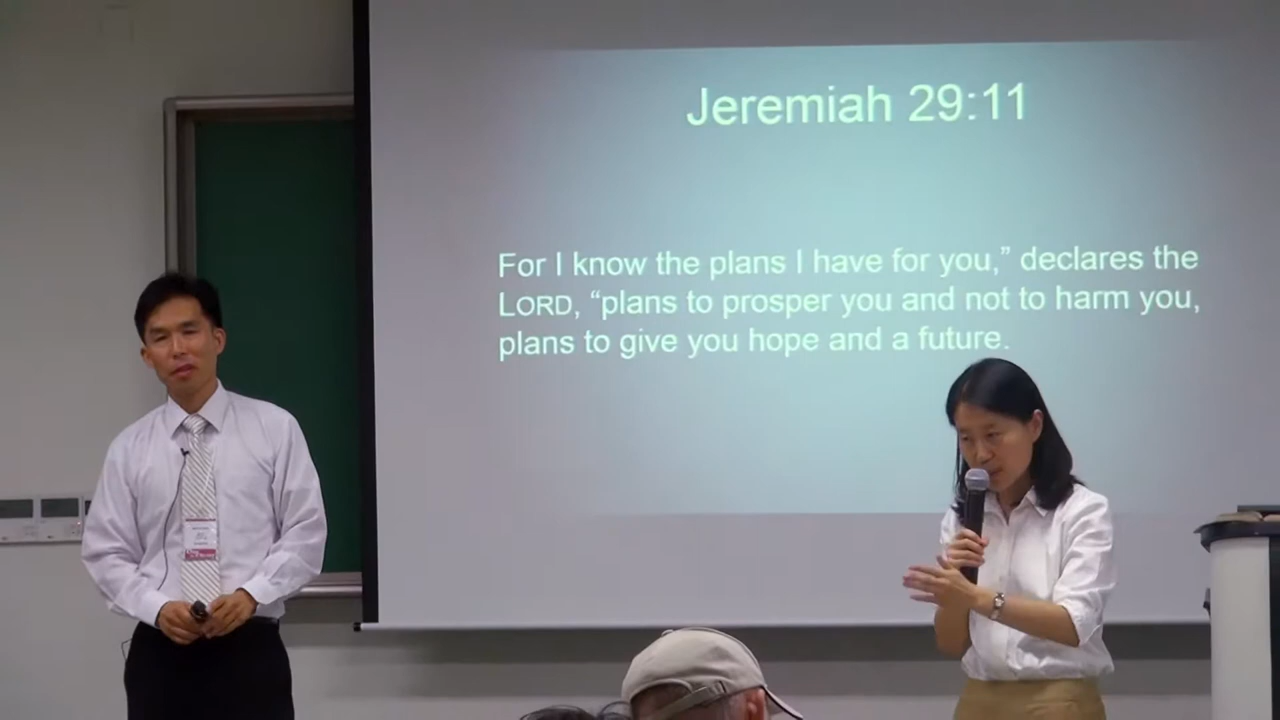 Jeremiah 29:11
For I know the plans I have for you,” declares the
LORD, “plans to prosper you and not to harm you,
plans to give you hope and a future.